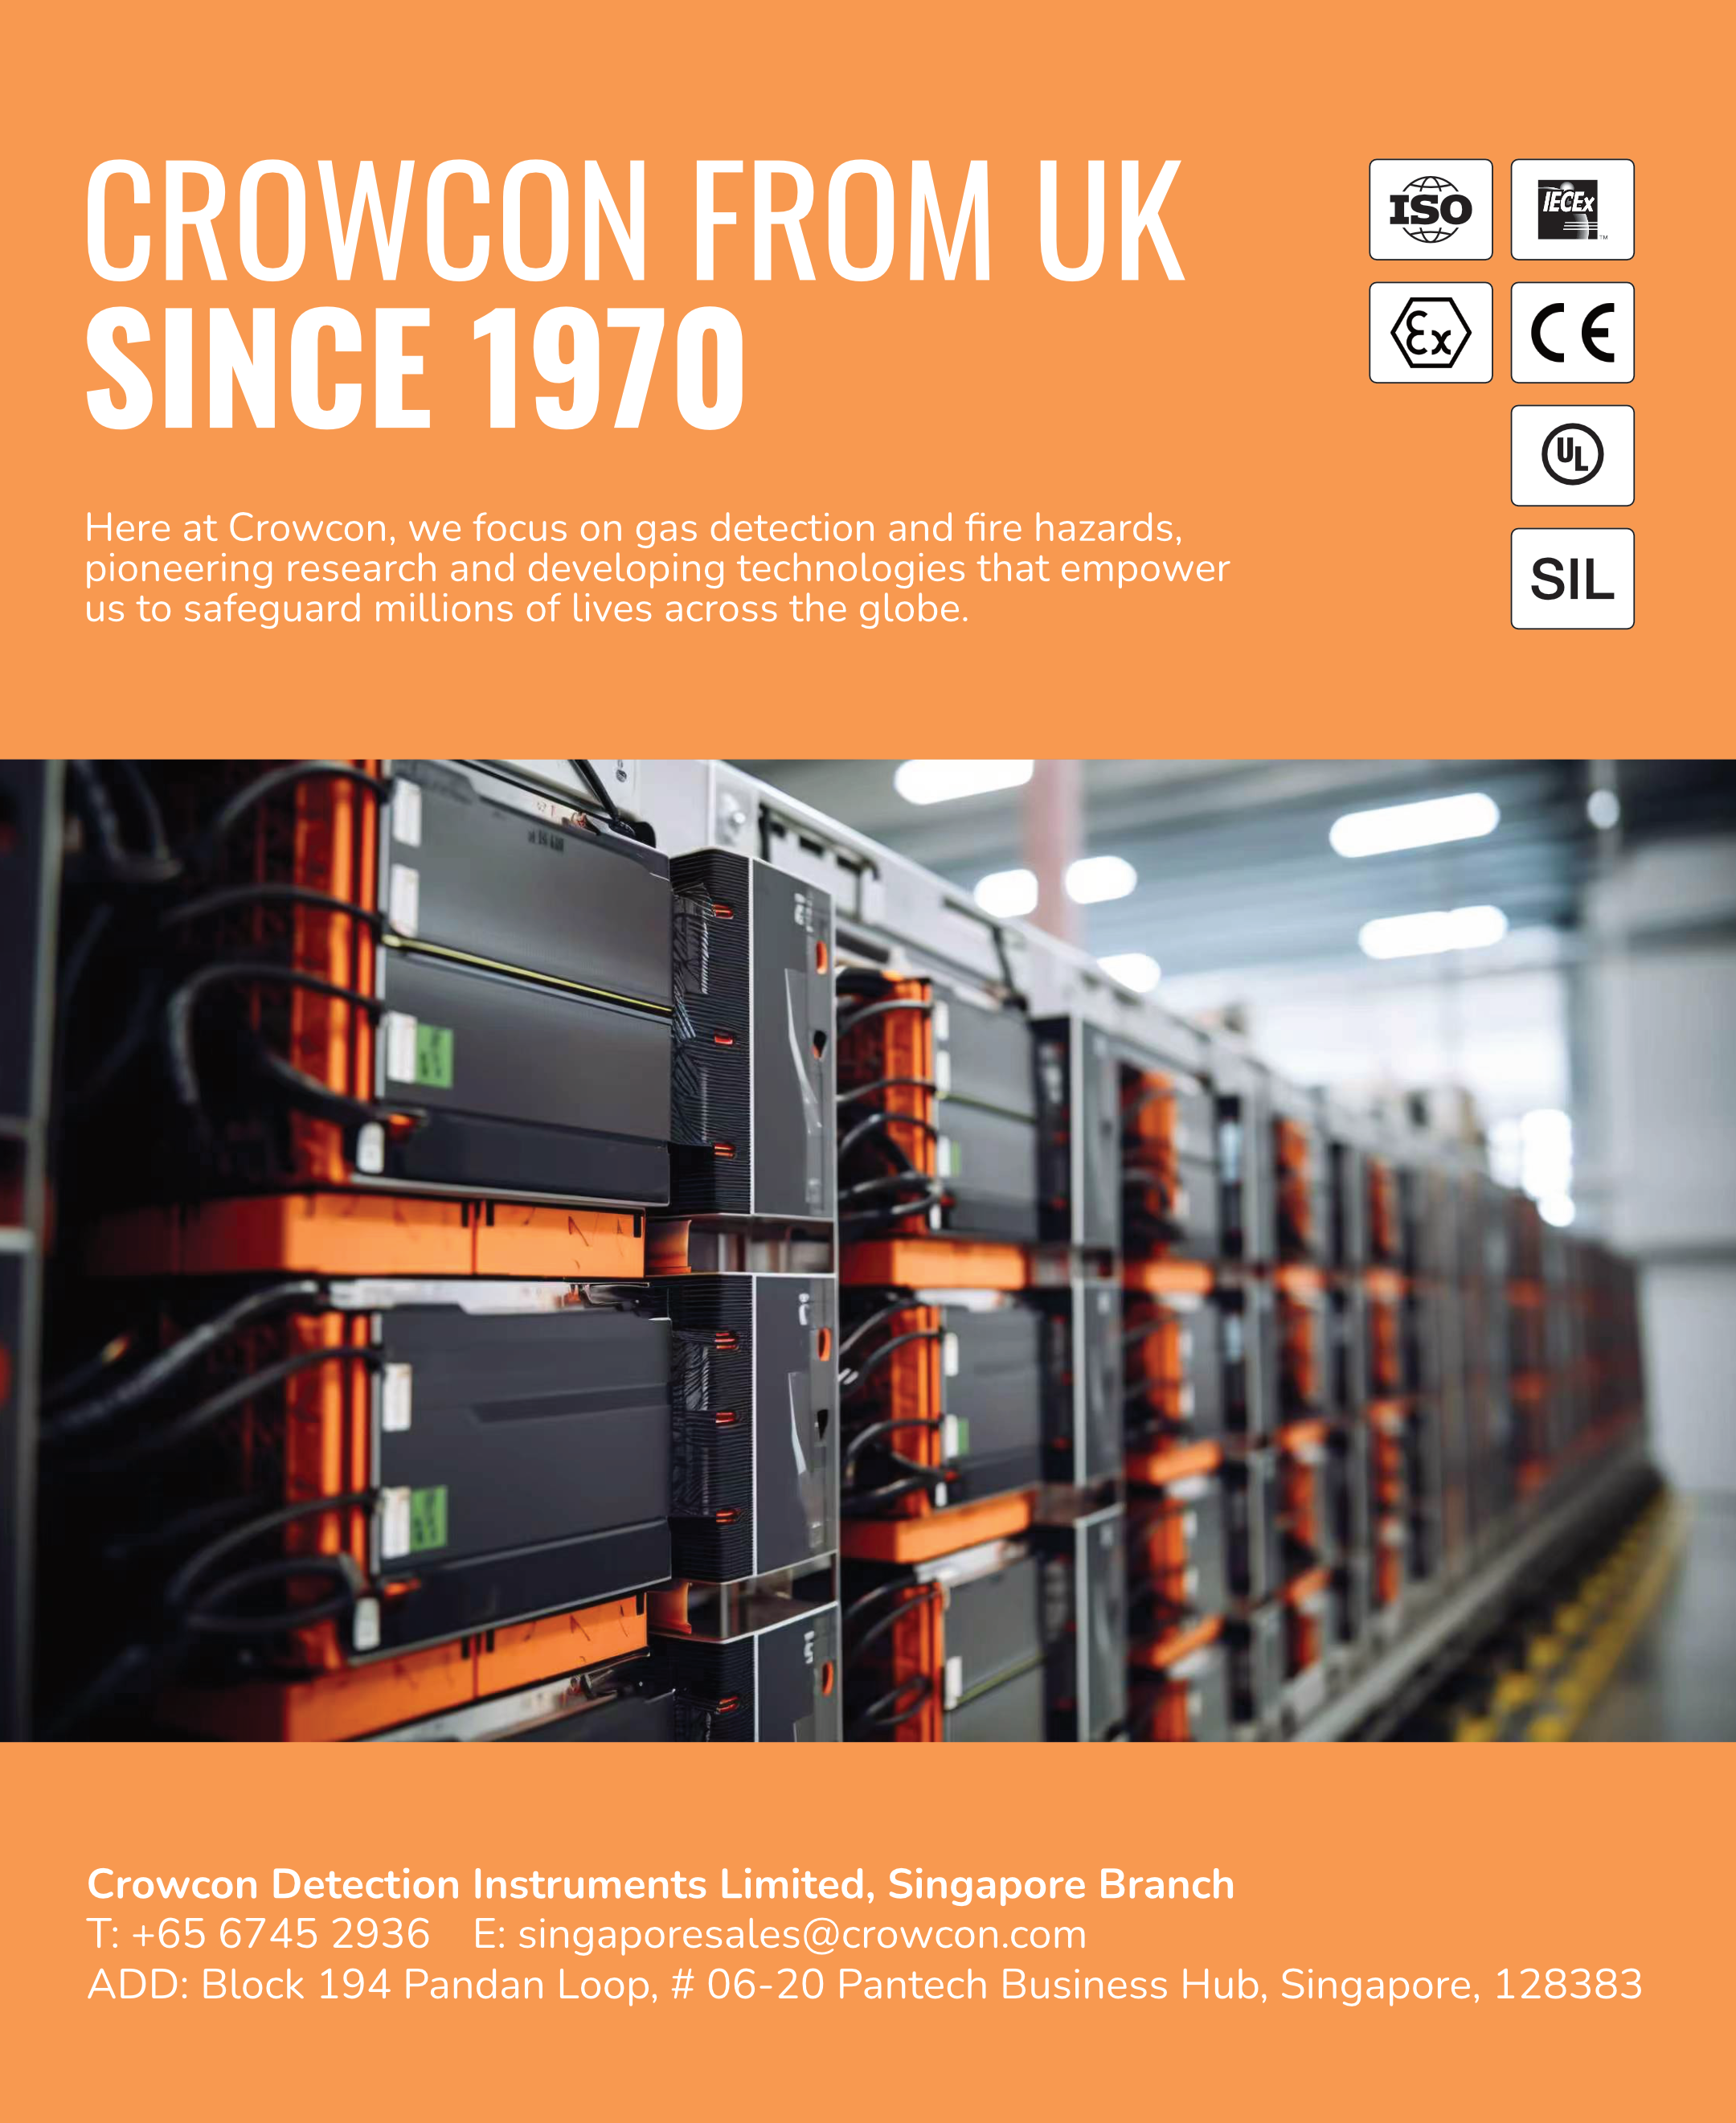 CROWCON FROM UK
SINCE 1970
Here at Crowcon, we focus on gas detection and fire hazards,
pioneering research and developing technologies that empower
us to safeguard millions of lives across the globe.
ISO
IECEx
TM
Ex
CE
UL
SIL
Crowcon Detection Instruments Limited, Singapore Branch
T: +65 6745 2936 E: singaporesales@crowcon.com
ADD: Block 194 Pandan Loop, # 06-20 Pantech Business Hub, Singapore, 128383